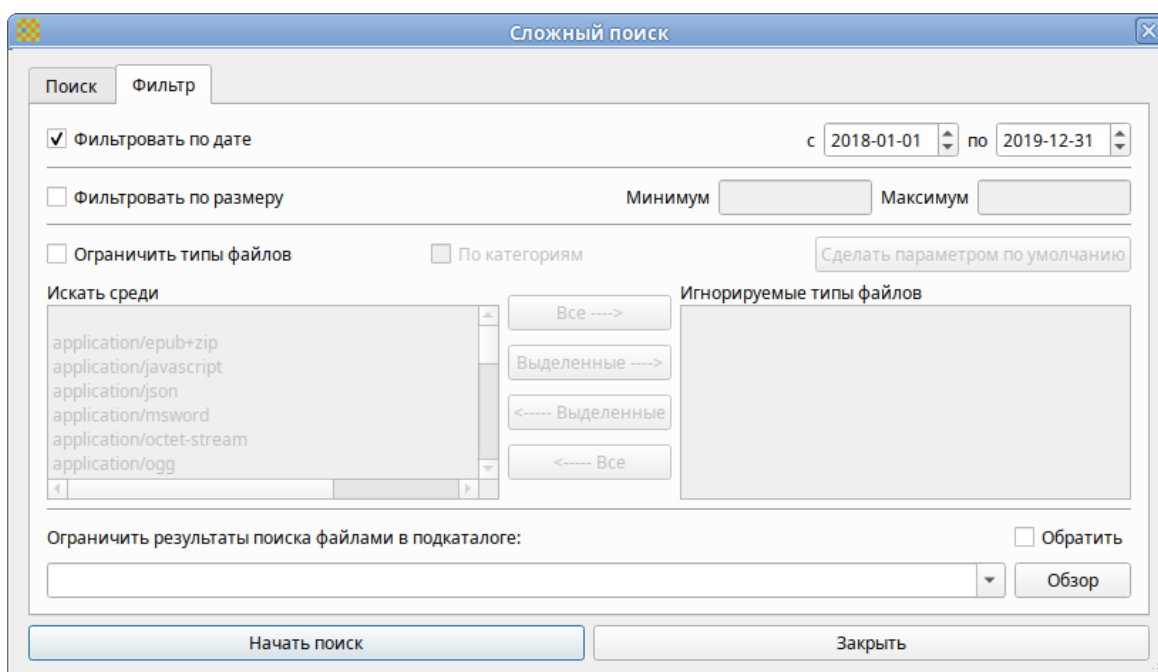 Сложный поиск
Поиск Фильтр
Фильтровать по дате с 2018-01-01 по 2019-12-31
Фильтровать по размеру Минимум Максимум
Ограничить типы файлов По категориям Сделать параметром по умолчанию
Искать среди Игнорируемые типы файлов
Все ---->
application/epub+zip
application/javascript Выделенные ---->
application/json
application/msword <----- Выделенные
application/octet-stream
application/ogg <----- Все
Ограничить результаты поиска файлами в подкаталоге: Обратить
Обзор
Начать поиск Закрыть